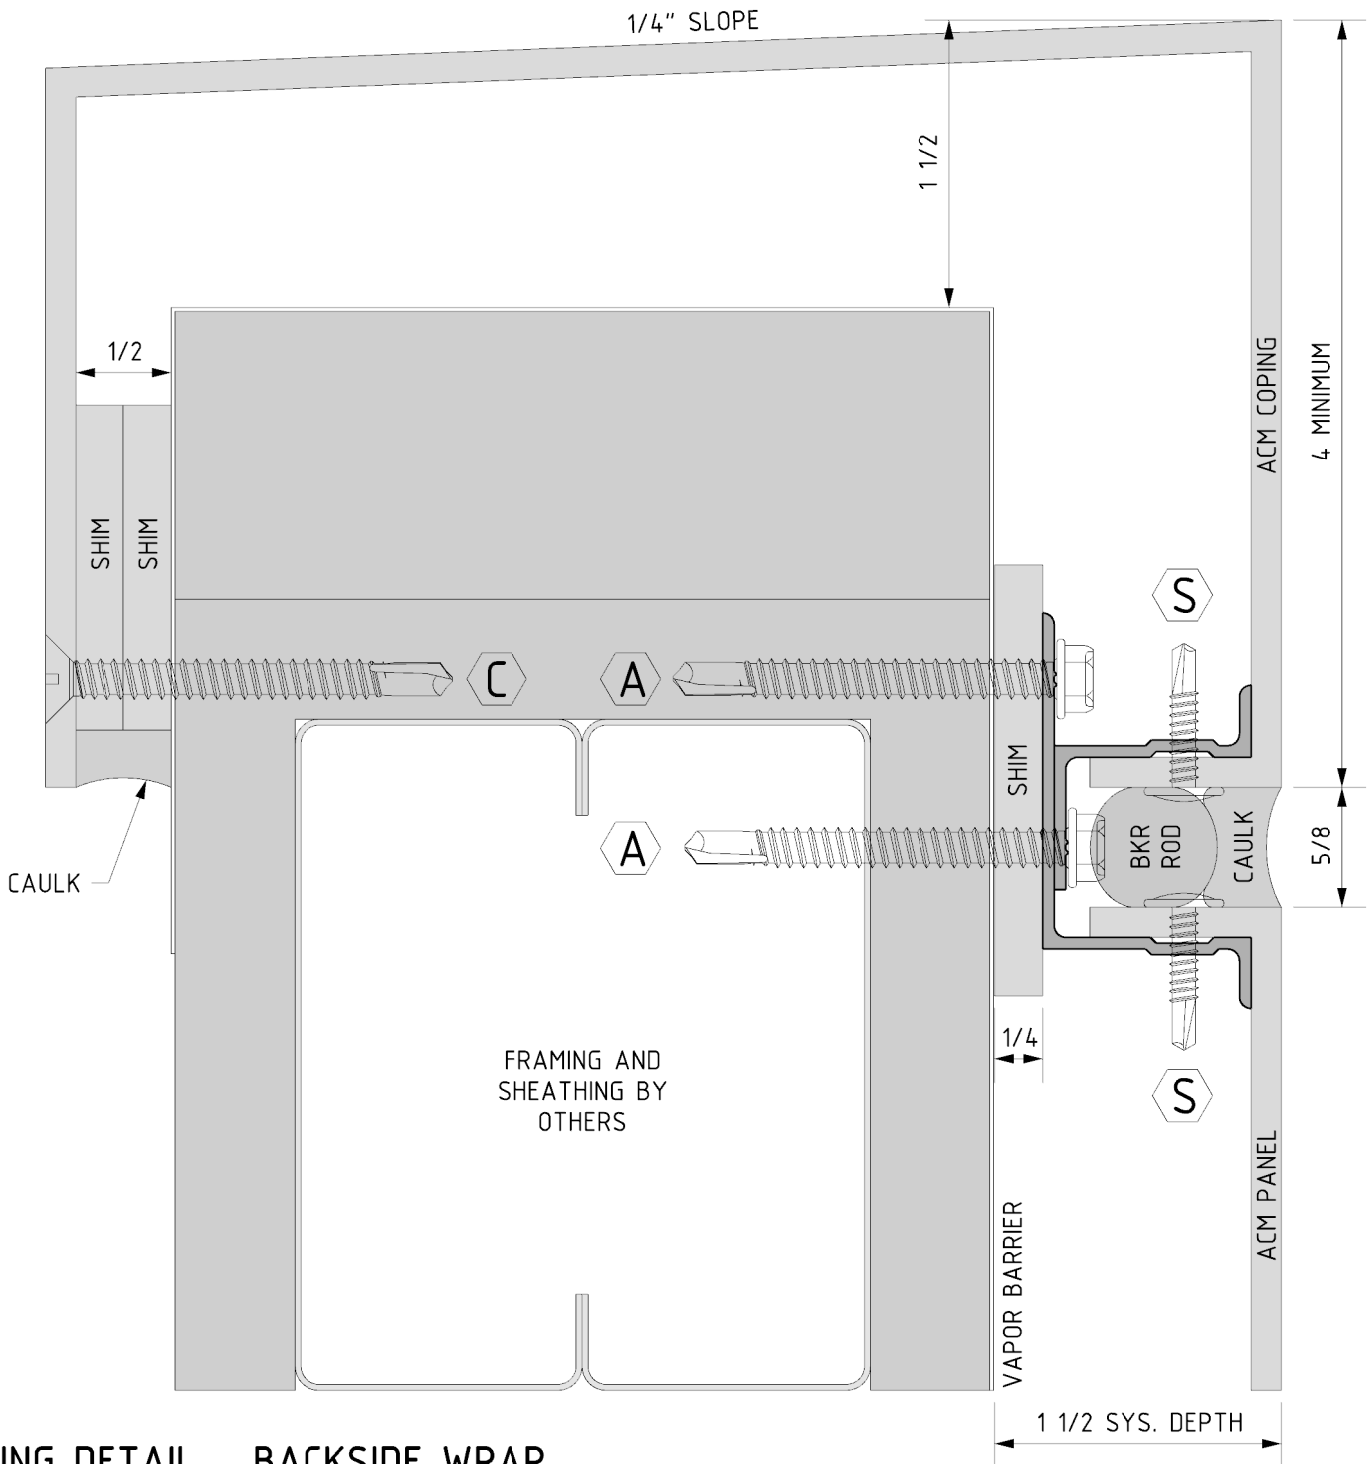 1/4" SLOPE
1 1/2
1/2
ACM COPING
4 MINIMUM
SHIM
SHIM
S
C
A
SHIM
A
BKR
ROD
CAULK
5/8
CAULK
1/4
FRAMING AND
SHEATHING BY
OTHERS
S
ACM PANEL
VAPOR BARRIER
1 1/2 SYS. DEPTH
ING DETAIL BACKSIDE WRAP